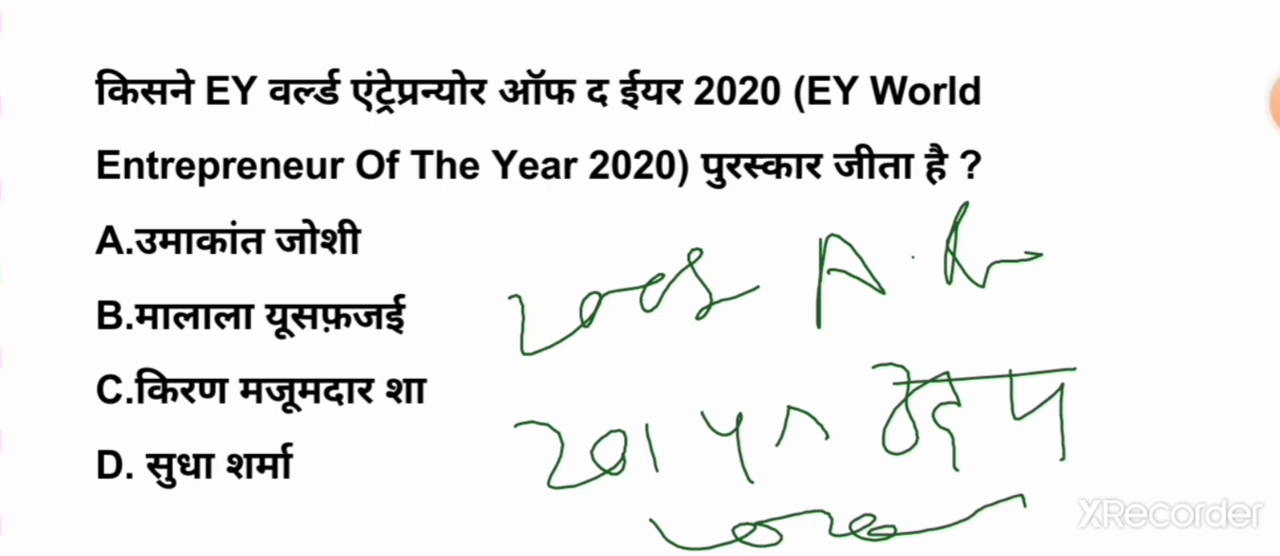 किसने EY वर्ल्ड एंट्रेप्रन्योर ऑफ द ईयर 2020 (EY World
Entrepreneur Of The Year 2020) पुरस्कार जीता है ?
A.उमाकांत जोशी
B.मालाला यूसफ़जई
C.किरण मजूमदार शा
D. सुधा शर्मा
2014
XRecorder